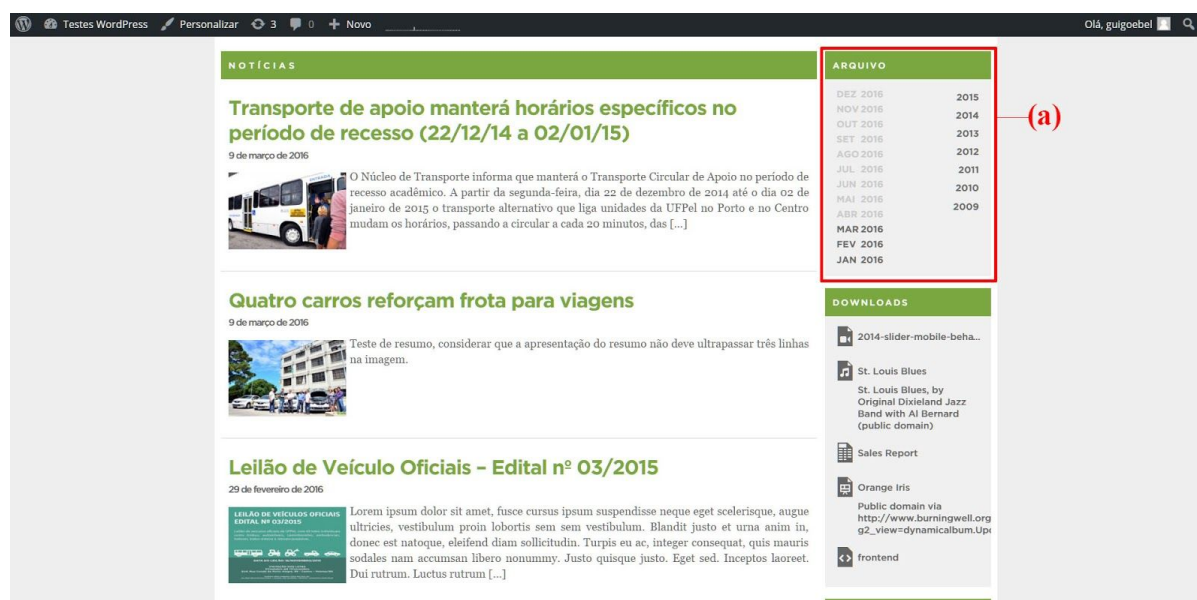 Testes WordPress Personalizar 3 0 Novo Olá, guigoebel
NOTÍCIAS
Transporte de apoio manterá horários específicos no
período de recesso (22/12/14 a 02/01/15)
9 de março de 2016
O Núcleo de Transporte informa que manterá o Transporte Circular de Apoio no período de
recesso acadêmico. A partir da segunda-feira, dia 22 de dezembro de 2014 até o dia 02 de
janeiro de 2015 o transporte alternativo que liga unidades da UFPel no Porto e no Centro
mudam os horários, passando a circular a cada 20 minutos, das [...]
Quatro carros reforçam frota para viagens
9 de março de 2016
Teste de resumo, considerar que a apresentação do resumo não deve ultrapassar três linhas
na imagem.
Leilão de Veículo Oficiais – Edital nº 03/2015
29 de fevereiro de 2016
LEILÃO DE VEÍCULOS OFICIAIS
EDITAL Nº 03/2015
Lorem ipsum dolor sit amet, fusce cursus ipsum suspendisse neque eget scelerisque, augue
ultricies, vestibulum proin lobortis sem sem vestibulum. Blandit justo et urna anim in,
donec est natoque, eleifend diam sollicitudin. Turpis eu ac, integer consequat, quis mauris
sodales nam accumsan libero nonummy. Justo quisque justo. Eget sed. Inceptos laoreet.
Dui rutrum. Luctus rutrum [...]
ARQUIVO
DEZ 2016
NOV 2016
OUT 2016
SET 2016
AGO 2016
JUL 2016
JUN 2016
MAI 2016
ABR 2016
MAR 2016
FEV 2016
JAN 2016
2015
2014
2013
2012
2011
2010
2009
(a)
DOWNLOADS
2014-slider-mobile-beha...
St. Louis Blues
St. Louis Blues, by
Original Dixieland Jazz
Band with Al Bernard
(public domain)
Sales Report
Orange Iris
Public domain via
http://www.burningwell.org
g2_view=dynamicalbum.Upd
frontend